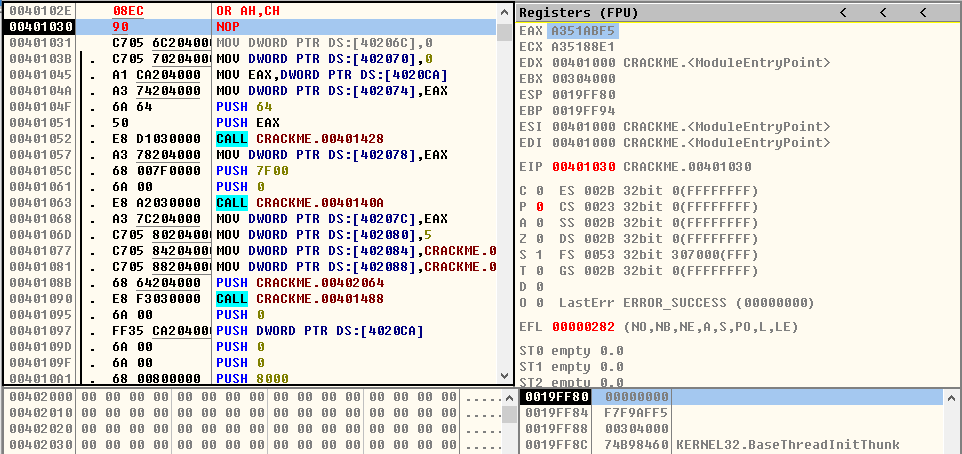 0040102E 08EC OR AH,CH
00401030 90 NOP
00401031 C705 6C204000 MOV DWORD PTR DS:[40206C],0
0040103B . C705 70204000 MOV DWORD PTR DS:[402070],0
00401045 . A1 CA204000 MOV EAX,DWORD PTR DS:[4020CA]
0040104A . A3 74204000 MOV DWORD PTR DS:[402074],EAX
0040104F . 6A 64 PUSH 64
00401051 . 50 PUSH EAX
00401052 . E8 D1030000 CALL CRACKME.00401428
00401057 . A3 78204000 MOV DWORD PTR DS:[402078],EAX
0040105C . 68 007F0000 PUSH 7F00
00401061 . 6A 00 PUSH 0
00401063 . E8 A2030000 CALL CRACKME.0040140A
00401068 . A3 7C204000 MOV DWORD PTR DS:[40207C],EAX
0040106D . C705 80204000 MOV DWORD PTR DS:[402080],5
00401077 . C705 84204000 MOV DWORD PTR DS:[402084],CRACKME.0
00401081 . C705 88204000 MOV DWORD PTR DS:[402088],CRACKME.0
0040108B . 68 64204000 PUSH CRACKME.00402064
00401090 . E8 F3030000 CALL CRACKME.00401488
00401095 . 6A 00 PUSH 0
00401097 . FF35 CA204000 PUSH DWORD PTR DS:[4020CA]
0040109D . 6A 00 PUSH 0
0040109F . 6A 00 PUSH 0
004010A1 . 68 00800000 PUSH 8000
Registers (FPU) < < <
EAX A351ABF5
ECX A35188E1
EDX 00401000 CRACKME.<ModuleEntryPoint>
EBX 00304000
ESP 0019FF80
EBP 0019FF94
ESI 00401000 CRACKME.<ModuleEntryPoint>
EDI 00401000 CRACKME.<ModuleEntryPoint>
EIP 00401030 CRACKME.00401030
C 0 ES 002B 32bit 0(FFFFFFFF)
P 0 CS 0023 32bit 0(FFFFFFFF)
A 0 SS 002B 32bit 0(FFFFFFFF)
Z 0 DS 002B 32bit 0(FFFFFFFF)
S 1 FS 0053 32bit 307000(FFF)
T 0 GS 002B 32bit 0(FFFFFFFF)
D 0
O 0 LastErr ERROR_SUCCESS (00000000)
EFL 00000282 (NO,NB,NE,A,S,PO,L,LE)
ST0 empty 0.0
ST1 empty 0.0
ST2 empty 0.0
00402000 00 00 00 00 00 00 00 00 00 00 00 00 00 00 00 00 .....
00402010 00 00 00 00 00 00 00 00 00 00 00 00 00 00 00 00 .....
00402020 00 00 00 00 00 00 00 00 00 00 00 00 00 00 00 00 .....
00402030 00 00 00 00 00 00 00 00 00 00 00 00 00 00 00 00 .....
0019FF80 00000000
0019FF84 F7F9AFF5
0019FF88 00304000
0019FF8C 74B98460 KERNEL32.BaseThreadInitThunk